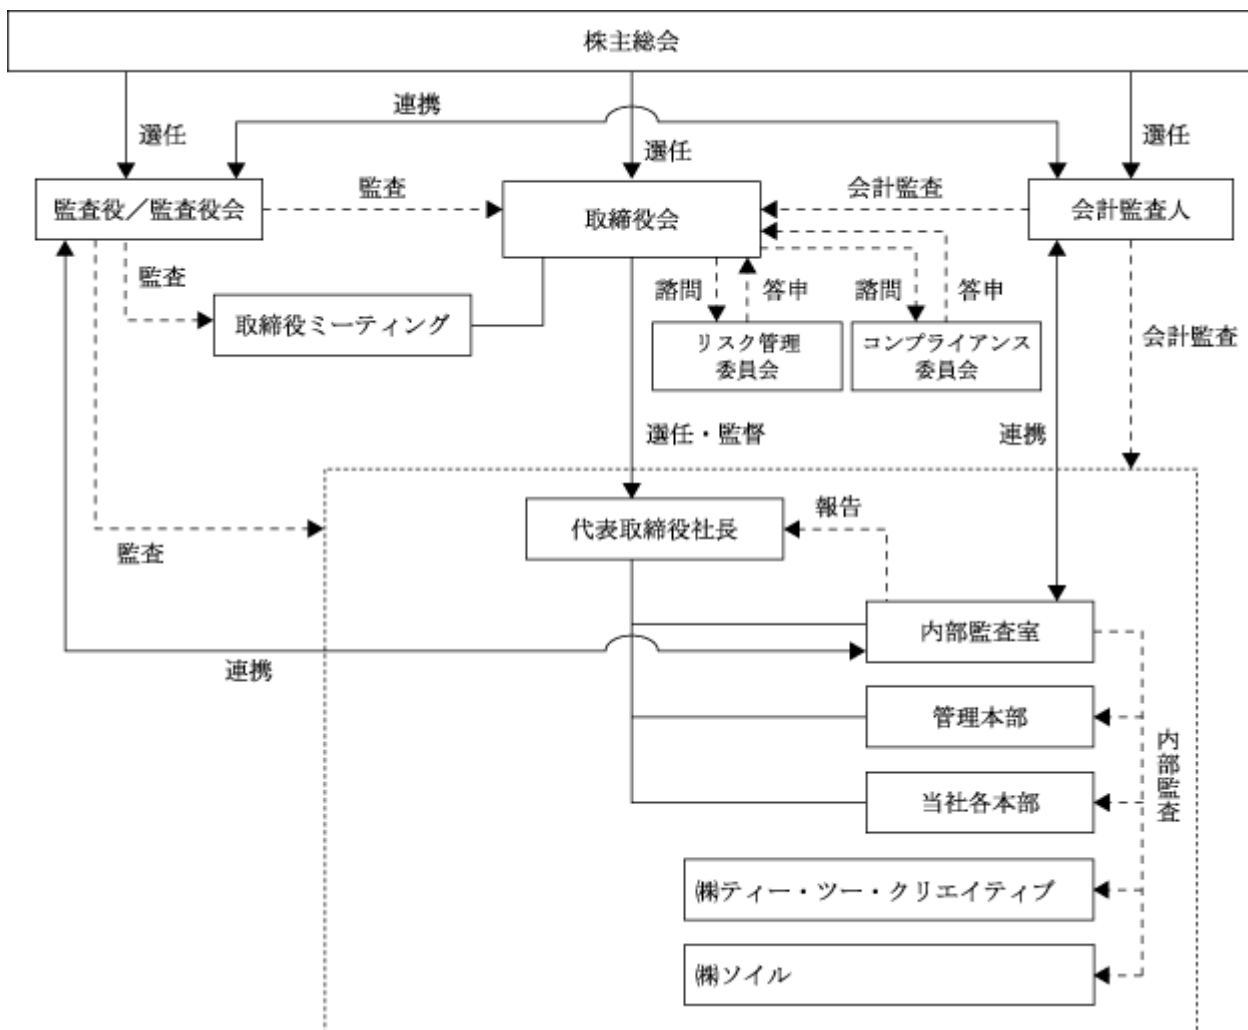 株主総会
連携
選任
選任
選任
監査役／監査役会
監査
取締役会
会計監査
会計監査人
監査
取締役ミーティング
諮問
答申
諮問
答申
リスク管理
委員会
コンプライアンス
委員会
会計監査
選任・監督
連携
代表取締役社長
報告
監査
内部監査室
連携
管理本部
内部監査
当社各本部
㈱ティー・ツー・クリエイティブ
㈱ソイル